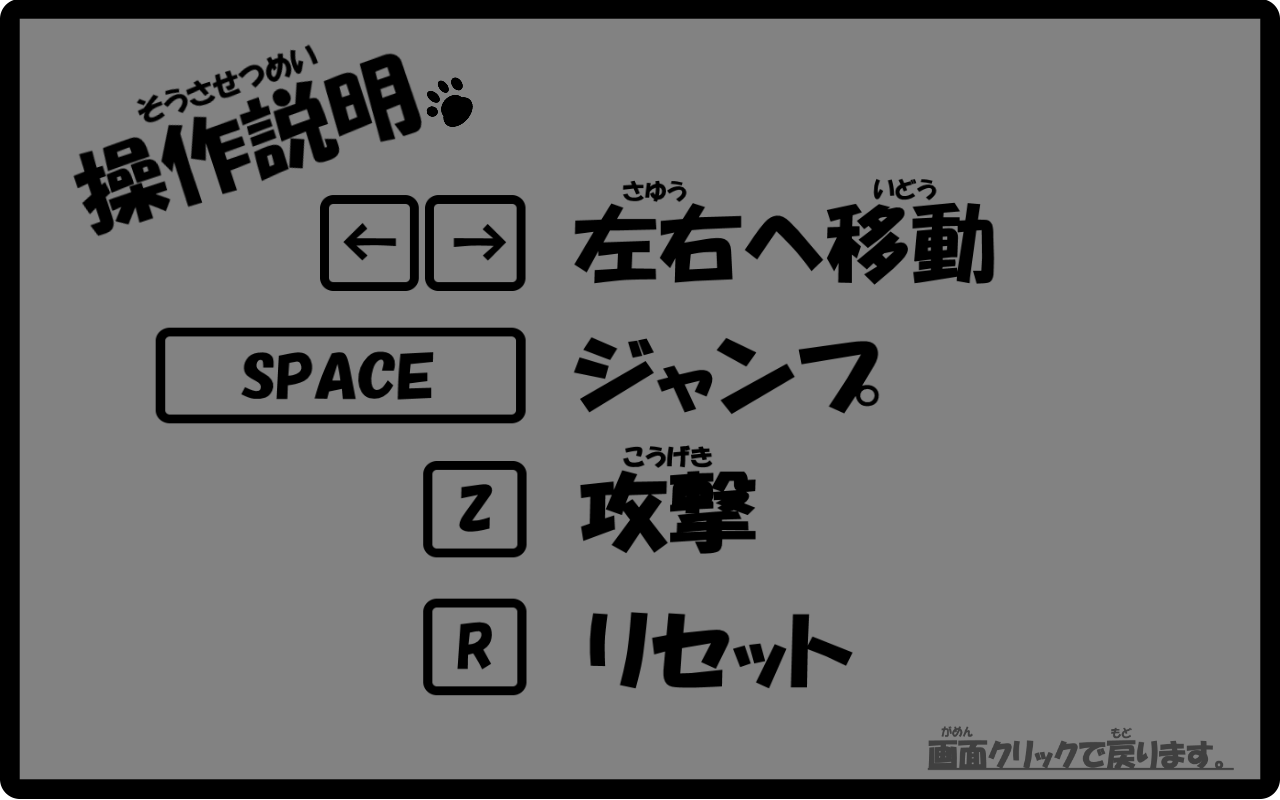 そうさせつめい
操作説明
さゆう いどう
← → 左右へ移動
SPACE ジャンプ
こうげき
Z 攻撃
R リセット
がめん もど
画面クリックで戻ります。